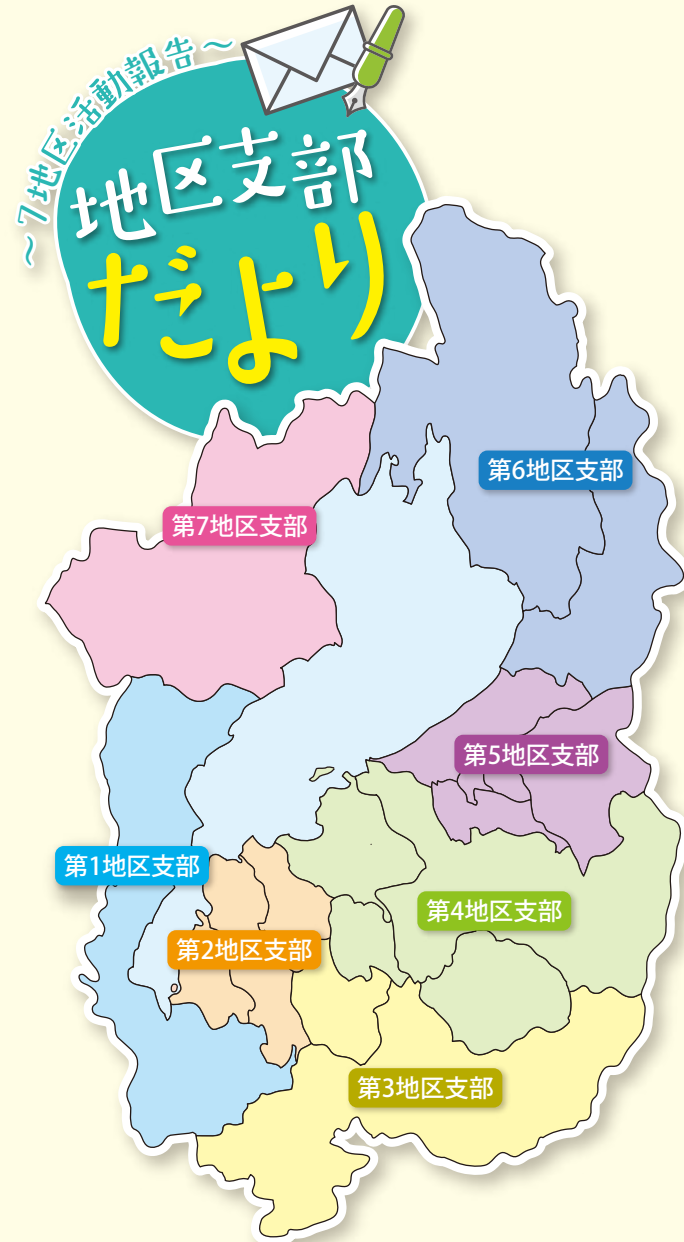 ~7地区活動報告~
地区支部
だより
第6地区支部
第7地区支部
第5地区支部
第1地区支部
第4地区支部
第2地区支部
第3地区支部